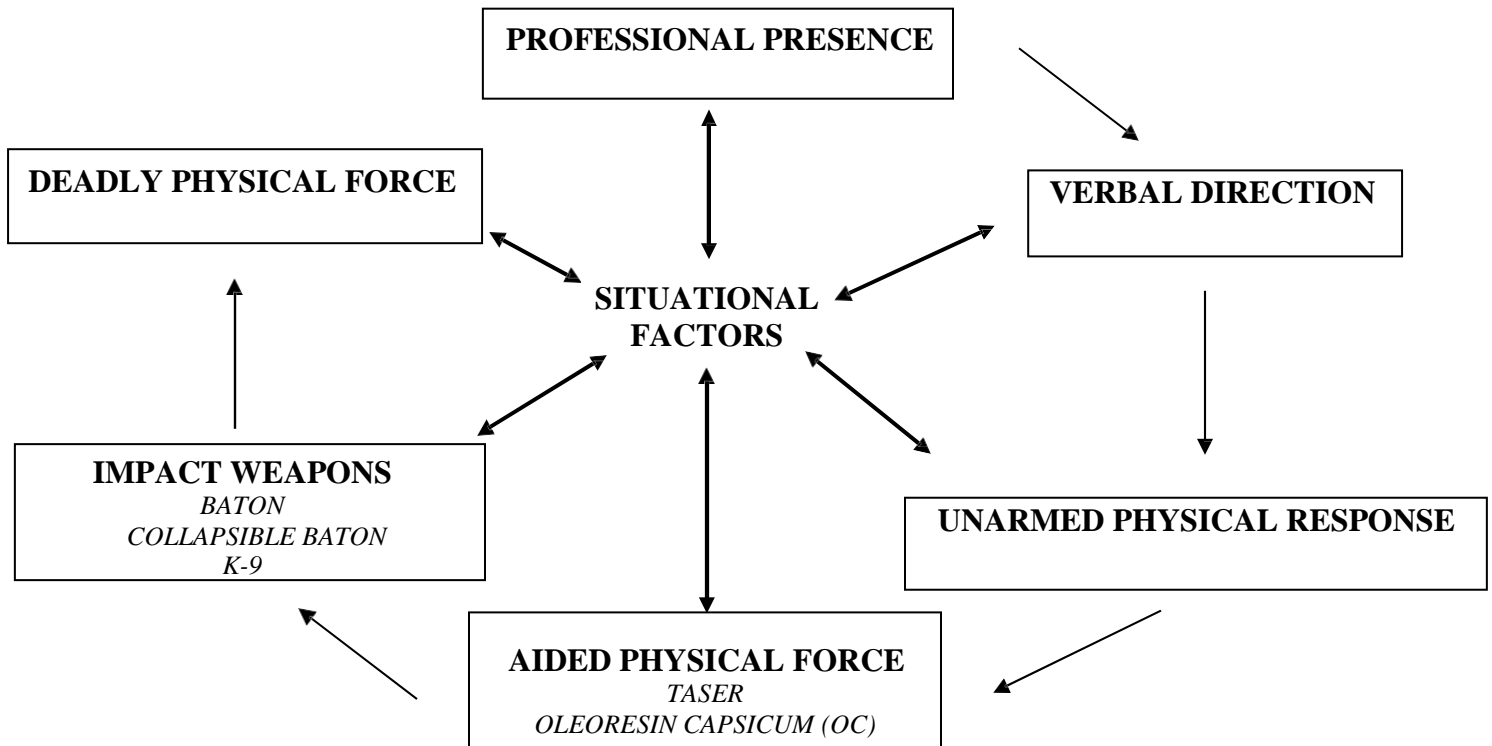 PROFESSIONAL PRESENCE
DEADLY PHYSICAL FORCE
VERBAL DIRECTION
SITUATIONAL
FACTORS
IMPACT WEAPONS
BATON
COLLAPSIBLE BATON
K-9
UNARMED PHYSICAL RESPONSE
AIDED PHYSICAL FORCE
TASER
OLEORESIN CAPSICUM (OC)